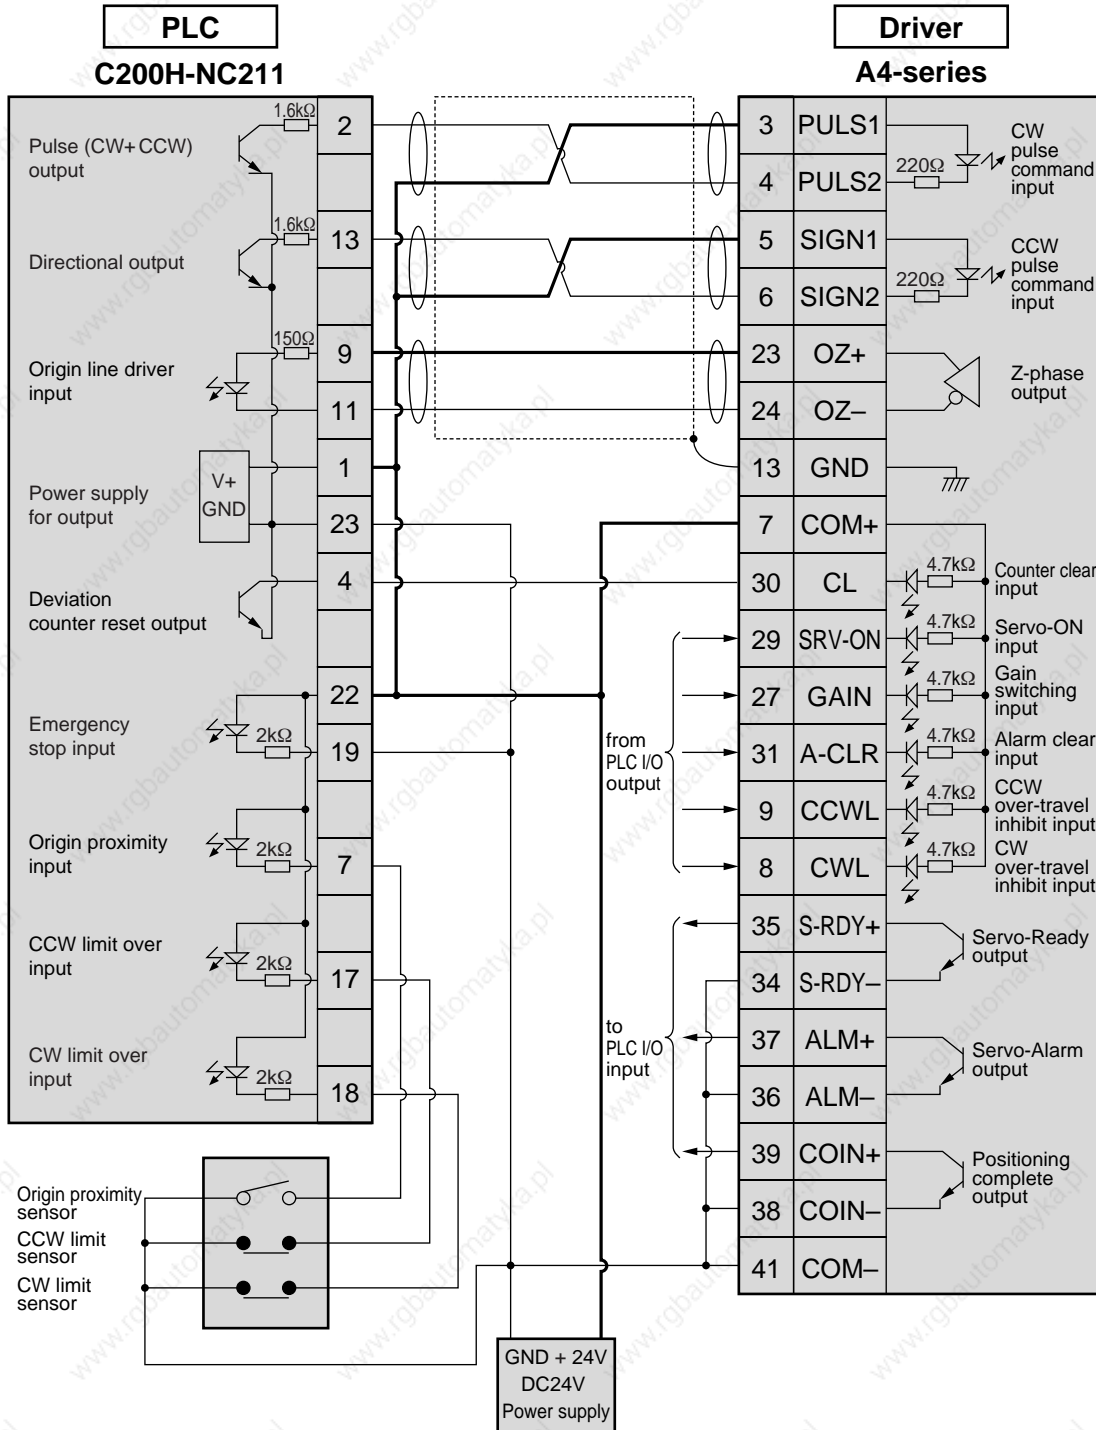 PLC
C200H-NC211
Driver
A4-series
Pulse (CW+CCW)
output
1.6kΩ
2
Directional output
1.6kΩ
13
Origin line driver
input
150Ω
9
11
Power supply
for output
V+
GND
1
23
Deviation
counter reset output
4
22
Emergency
stop input
2kΩ
19
Origin proximity
input
2kΩ
7
CCW limit over
input
2kΩ
17
CW limit over
input
2kΩ
18
3 PULS1
4 PULS2
220Ω
CW
pulse
command
input
5 SIGN1
6 SIGN2
220Ω
CCW
pulse
command
input
23 OZ+
24 OZ–
Z-phase
output
13 GND
7 COM+
30 CL
4.7kΩ
Counter clear
input
29 SRV-ON
4.7kΩ
Servo-ON
input
27 GAIN
4.7kΩ
Gain
switching
input
31 A-CLR
4.7kΩ
Alarm clear
input
9 CCWL
4.7kΩ
CCW
over-travel
inhibit input
8 CWL
4.7kΩ
CW
over-travel
inhibit input
from
PLC I/O
output
35 S-RDY+
34 S-RDY–
Servo-Ready
output
37 ALM+
36 ALM–
Servo-Alarm
output
39 COIN+
38 COIN–
Positioning
complete
output
41 COM–
to
PLC I/O
input
Origin proximity
sensor
CCW limit
sensor
CW limit
sensor
GND + 24V
DC24V
Power supply
www.rgbautomatyka.pl